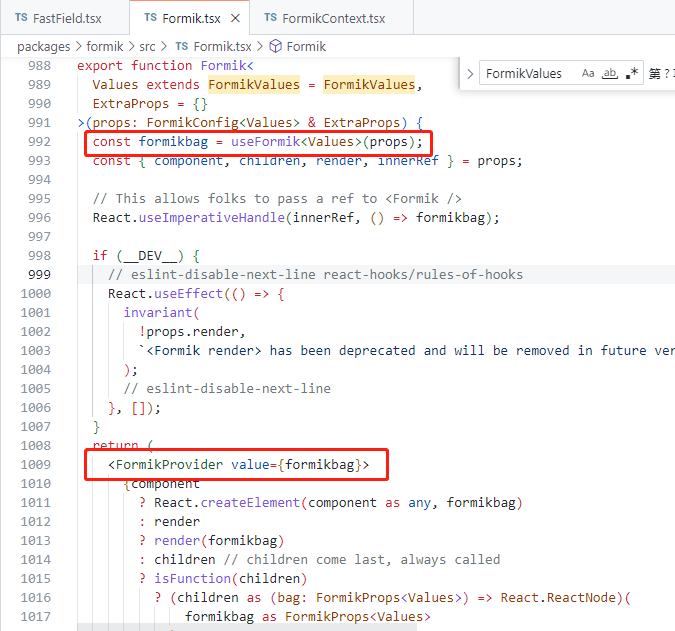 TS FastField.tsx TS Formik.tsx × TS FormikContext.tsx
packages > formik > src > TS Formik.tsx > Formik
> FormikValues Aa ab .* 第 ? 1
988 export function Formik<
989 Values extends FormikValues = FormikValues,
990 ExtraProps = {}
991 >(props: FormikConfig<Values> & ExtraProps) {
992 const formikbag = useFormik<Values>(props);
993 const { component, children, render, innerRef } = props;
994
995 // This allows folks to pass a ref to <Formik />
996 React.useImperativeHandle(innerRef, () => formikbag);
997
998 if (__DEV__) {
999 // eslint-disable-next-line react-hooks/rules-of-hooks
1000 React.useEffect(() => {
1001 invariant(
1002 !props.render,
1003 `<Formik render> has been deprecated and will be removed in future ver
1004 );
1005 // eslint-disable-next-line
1006 }, []);
1007 }
1008 return (
1009 <FormikProvider value={formikbag}>
1010 {component
1011 ? React.createElement(component as any, formikbag)
1012 : render
1013 ? render(formikbag)
1014 : children // children come last, always called
1015 ? isFunction(children)
1016 ? (children as (bag: FormikProps<Values>) => React.ReactNode)(
1017 formikbag as FormikProps<Values>